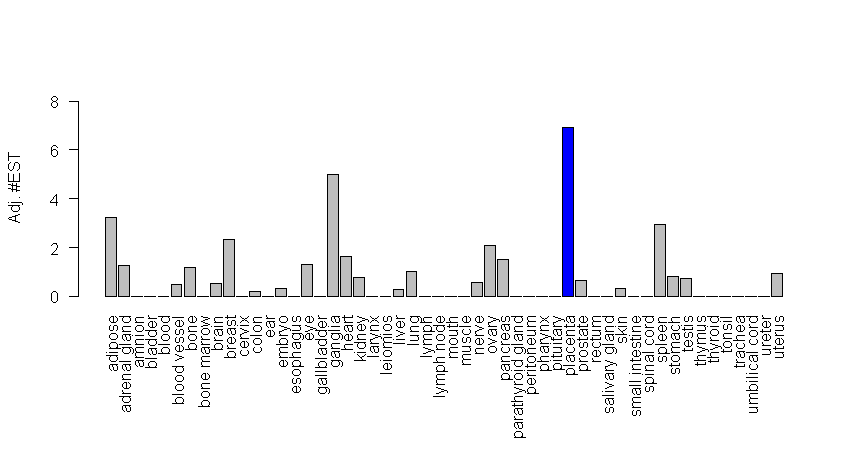 Adj. #EST
8
6
4
2
0
adipose
adrenal gland
amnion
bladder
blood
blood vessel
bone
bone marrow
brain
breast
cervix
colon
ear
embryo
esophagus
eye
gallbladder
ganglia
heart
kidney
larynx
leiomios
liver
lung
lymph
lymph node
mouth
muscle
nerve
ovary
pancreas
parathyroid gland
peritoneum
pharynx
pituitary
placenta
prostate
rectum
salivary gland
skin
small intestine
spinal cord
spleen
stomach
testis
thymus
thyroid
tonsil
trachea
umbilical cord
ureter
uterus